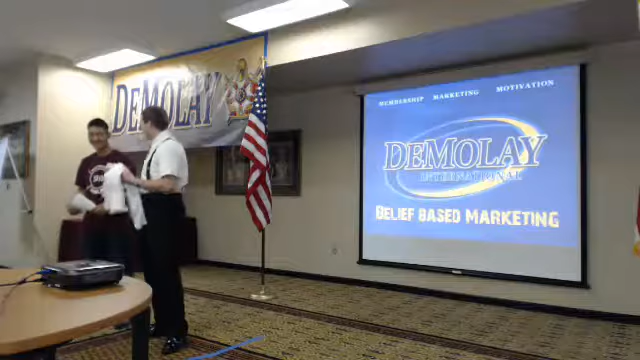 DEMOLAY
MEMBERSHIP MARKETING MOTIVATION
DEMOLAY
INTERNATIONAL
BELIEF BASED MARKETING